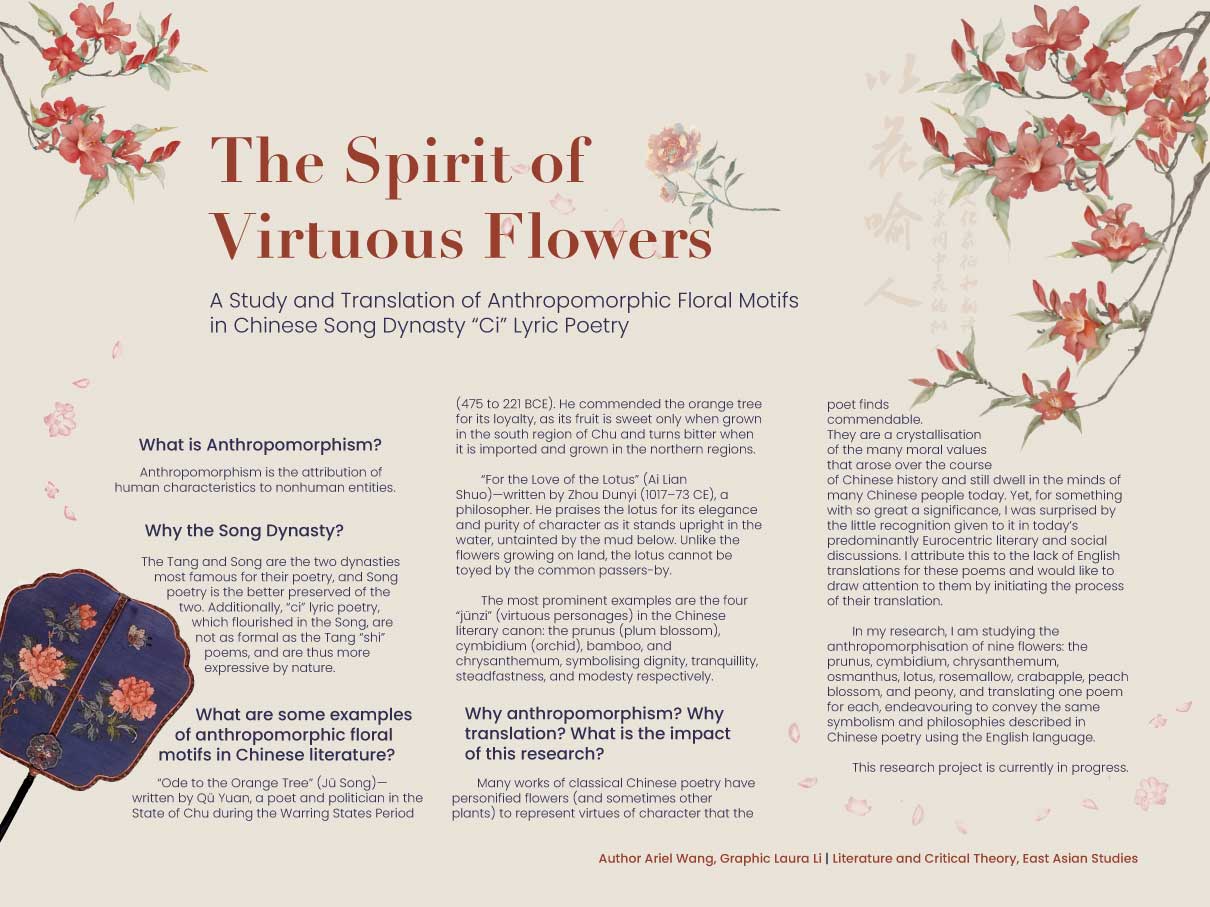 The Spirit of
Virtuous Flowers
A Study and Translation of Anthropomorphic Floral Motifs
in Chinese Song Dynasty “Ci” Lyric Poetry
以花喻人
What is Anthropomorphism?
Anthropomorphism is the attribution of
human characteristics to nonhuman entities.
Why the Song Dynasty?
The Tang and Song are the two dynasties
most famous for their poetry, and Song
poetry is the better preserved of the
two. Additionally, “ci” lyric poetry,
which flourished in the Song, are
not as formal as the Tang “shi”
poems, and are thus more
expressive by nature.
What are some examples
of anthropomorphic floral
motifs in Chinese literature?
“Ode to the Orange Tree” (Jū Song)—
written by Qū Yuan, a poet and politician in the
State of Chu during the Warring States Period
(475 to 221 BCE). He commended the orange tree
for its loyalty, as its fruit is sweet only when grown
in the south region of Chu and turns bitter when
it is imported and grown in the northern regions.
“For the Love of the Lotus” (Ai Lian
Shuo)—written by Zhou Dunyi (1017–73 CE), a
philosopher. He praises the lotus for its elegance
and purity of character as it stands upright in the
water, untainted by the mud below. Unlike the
flowers growing on land, the lotus cannot be
toyed by the common passers-by.
The most prominent examples are the four
“jūnzi” (virtuous personages) in the Chinese
literary canon: the prunus (plum blossom),
cymbidium (orchid), bamboo, and
chrysanthemum, symbolising dignity, tranquillity,
steadfastness, and modesty respectively.
Why anthropomorphism? Why
translation? What is the impact
of this research?
Many works of classical Chinese poetry have
personified flowers (and sometimes other
plants) to represent virtues of character that the
poet finds
commendable.
They are a crystallisation
of the many moral values
that arose over the course
of Chinese history and still dwell in the minds of
many Chinese people today. Yet, for something
with so great a significance, I was surprised by
the little recognition given to it in today’s
predominantly Eurocentric literary and social
discussions. I attribute this to the lack of English
translations for these poems and would like to
draw attention to them by initiating the process
of their translation.
In my research, I am studying the
anthropomorphisation of nine flowers: the
prunus, cymbidium, chrysanthemum,
osmanthus, lotus, rosemallow, crabapple, peach
blossom, and peony, and translating one poem
for each, endeavouring to convey the same
symbolism and philosophies described in
Chinese poetry using the English language.
This research project is currently in progress.
Author Ariel Wang, Graphic Laura Li | Literature and Critical Theory, East Asian Studies